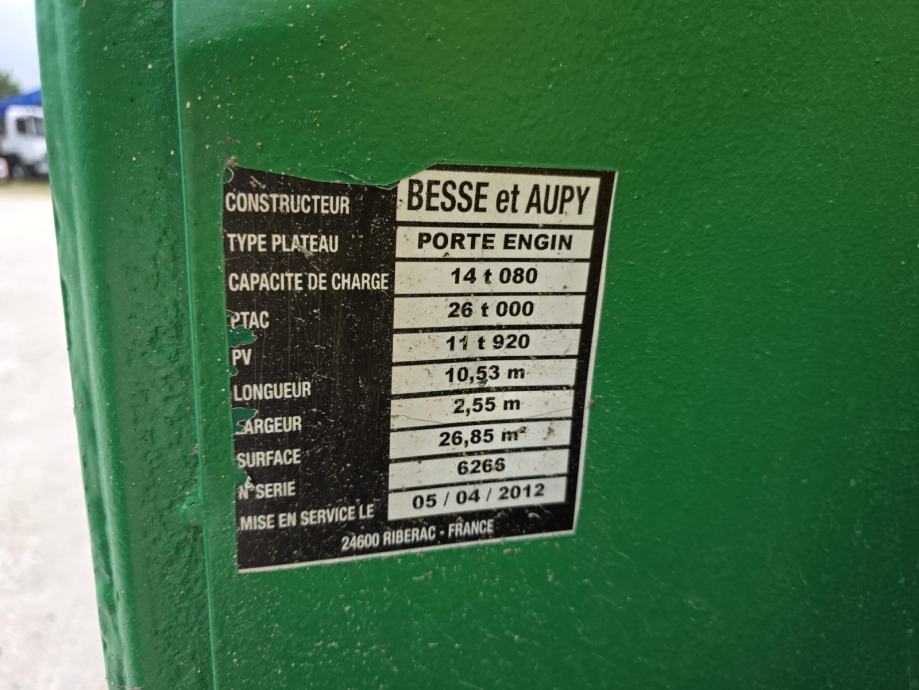 CONSTRUCTEUR BESSE et AUPY
TYPE PLATEAU PORTE ENGIN
CAPACITE DE CHARGE 14 t 080
PTAC 26 t 000
PV 11 t 920
LONGUEUR 10,53 m
LARGEUR 2,55 m
SURFACE 26,85 m²
N° SERIE 6266
MISE EN SERVICE LE 05 / 04 / 2012
24600 RIBERAC - FRANCE